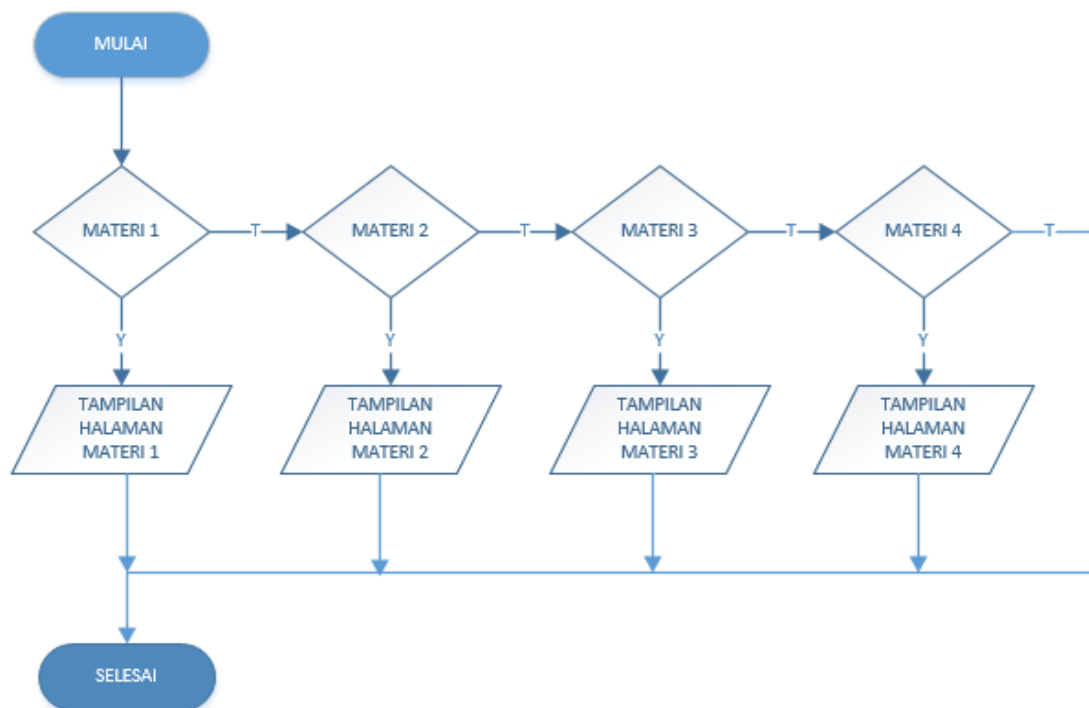 MULAI
MATERI 1
T
MATERI 2
T
MATERI 3
T
MATERI 4
T
Y
Y
Y
Y
TAMPILAN
HALAMAN
MATERI 1
TAMPILAN
HALAMAN
MATERI 2
TAMPILAN
HALAMAN
MATERI 3
TAMPILAN
HALAMAN
MATERI 4
SELESAI